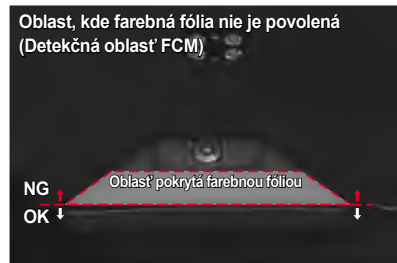 Oblast, kde farebná fólia nie je povolená
(Detekčná oblasť FCM)
Oblasť pokrytá farebnou fóliou
NG
OK